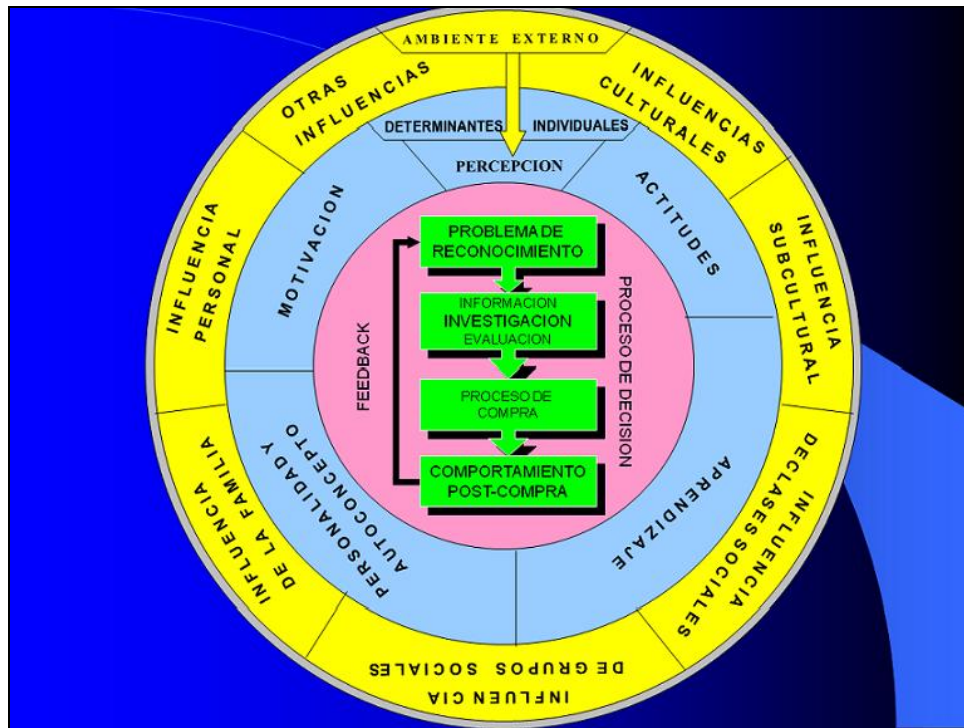 AMBIENTE EXTERNO
OTRAS
INFLUENCIAS
INFLUENCIAS
CULTURALES
INFLUENCIA
SUBCULTURAL
INFLUENCIA
DECLASES SOCIALES
INFLUENCIA
DE GRUPOS SOCIALES
INFLUENCIA
DE LA FAMILIA
INFLUENCIA
PERSONAL
DETERMINANTES INDIVIDUALES
PERCEPCION
ACTITUDES
APRENDIZAJE
PERSONALIDAD Y
AUTOCONCEPTO
MOTIVACION
PROBLEMA DE
RECONOCIMIENTO
INFORMACION
INVESTIGACION
EVALUACION
PROCESO DE
COMPRA
COMPORTAMIENTO
POST-COMPRA
FEEDBACK
PROCESO DE DECISION